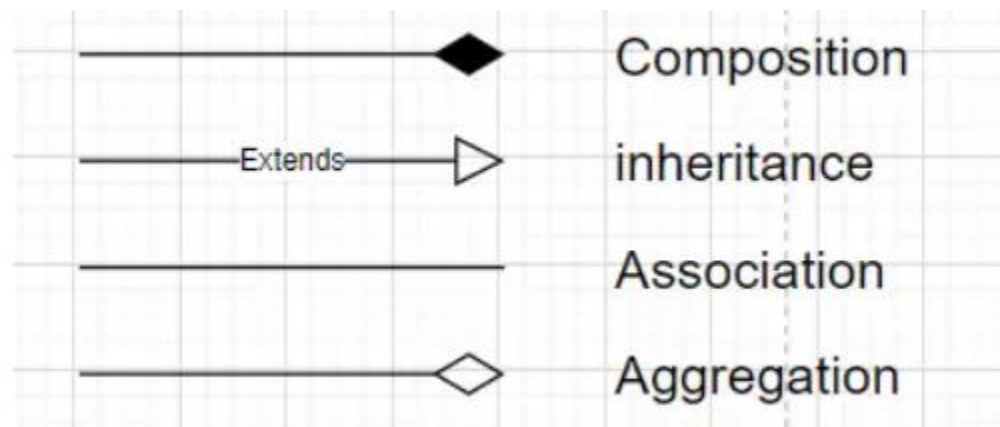 Composition
Extends inheritance
Association
Aggregation